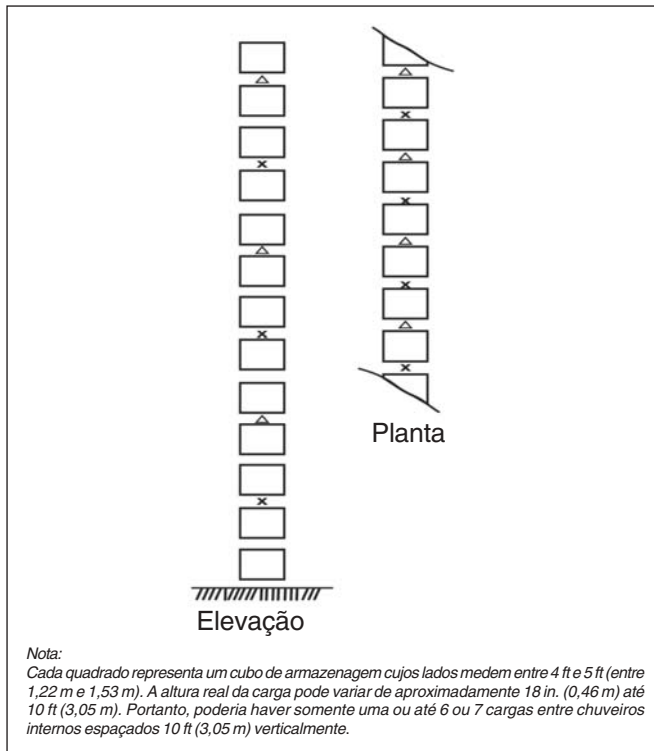 Planta
Elevação
Nota:
Cada quadrado representa um cubo de armazenagem cujos lados medem entre 4 ft e 5 ft (entre
1,22 m e 1,53 m). A altura real da carga pode variar de aproximadamente 18 in. (0,46 m) até
10 ft (3,05 m). Portanto, poderia haver somente uma ou até 6 ou 7 cargas entre chuveiros
internos espaçados 10 ft (3,05 m) verticalmente.